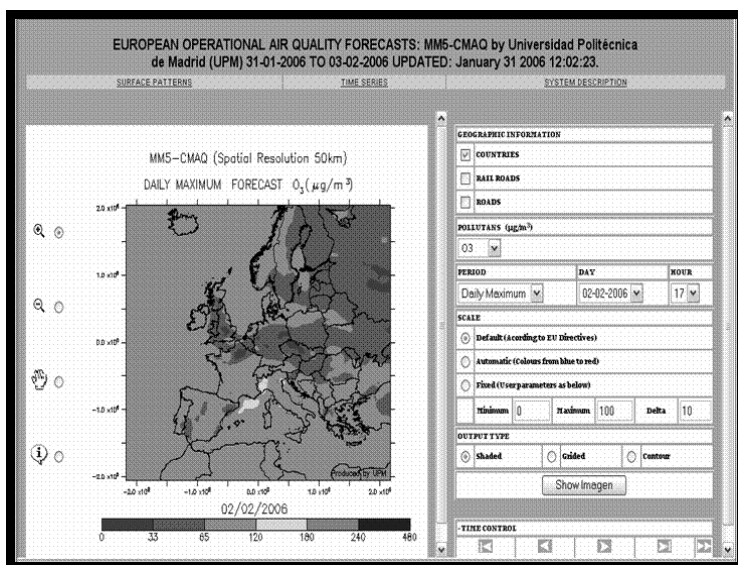 EUROPEAN OPERATIONAL AIR QUALITY FORECASTS: MM5-CMAQ by Universidad Politécnica
de Madrid (UPM) 31-01-2006 TO 03-02-2006 UPDATED: January 31 2006 12:02:23.
SURFACE PATTERNS TIME SERIES SYSTEM DESCRIPTION
MM5-CMAQ (Spatial Resolution 50km)
DAILY MAXIMUM FORECAST O3(μg/m3)
2.0 x10⁶
1.0 x10⁶
0.0 x10⁶
-1.0 x10⁶
-2.0 x10⁶
Produced by UPM
-2.0 x10⁶ -1.0 x10⁶ 0.0 x10⁶ 1.0 x10⁶ 2.0 x10⁶
02/02/2006
0 33 65 120 180 240 480
GEOGRAPHIC INFORMATION
COUNTRIES
RAIL ROADS
ROADS
POLLUTANS (μg/m3)
O3
PERIOD DAY HOUR
Daily Maximum 02-02-2006 17
SCALE
Default (Acording to EU Directives)
Automatic (Colours from blue to red)
Fixed (User parameters as below)
Minimum 0 Maximum 100 Delta 10
OUTPUT TYPE
Shaded Grided Contour
Show Imagen
-TIME CONTROL